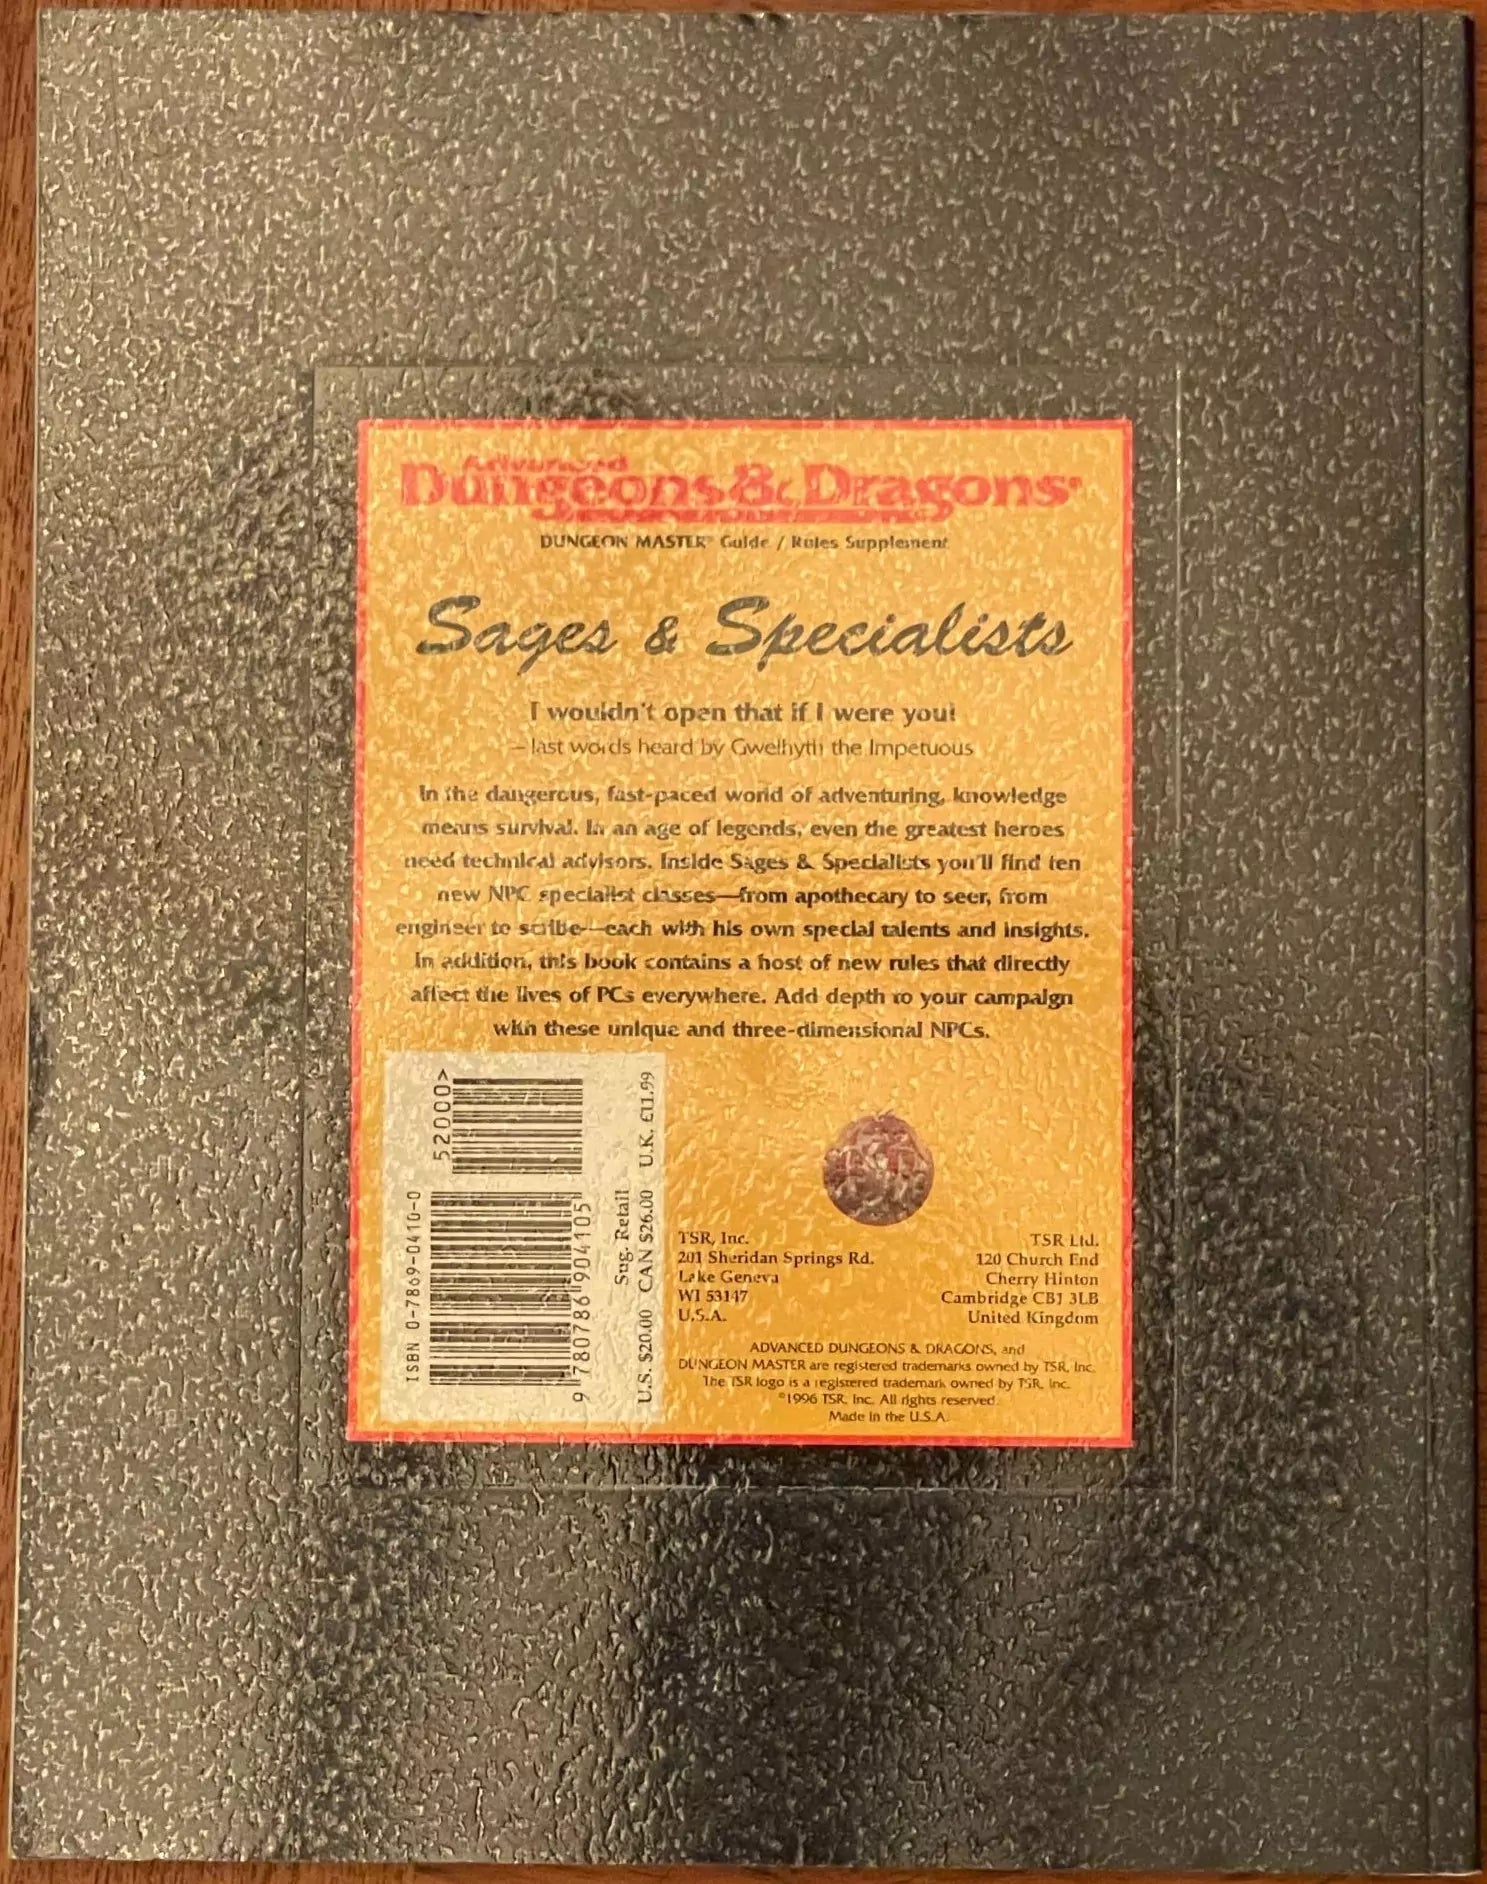 Advanced
Dungeons & Dragons®
DUNGEON MASTER® Guide / Rules Supplement
Sages & Specialists
I wouldn't open that if I were you!
– last words heard by Gwelhyth the Impetuous
In the dangerous, fast-paced world of adventuring, knowledge
means survival. In an age of legends, even the greatest heroes
need technical advisors. Inside Sages & Specialists you'll find ten
new NPC specialist classes—from apothecary to seer, from
engineer to scribe—each with his own special talents and insights.
In addition, this book contains a host of new rules that directly
affect the lives of PCs everywhere. Add depth to your campaign
with these unique and three-dimensional NPCs.
52000>
ISBN 0-7869-0410-0
9 780786 904105
Sug. Retail
U.S. $20.00 CAN $26.00 U.K. £11.99
TSR, Inc.
201 Sheridan Springs Rd.
Lake Geneva
WI 53147
U.S.A.
TSR Ltd.
120 Church End
Cherry Hinton
Cambridge CB1 3LB
United Kingdom
ADVANCED DUNGEONS & DRAGONS, and
DUNGEON MASTER are registered trademarks owned by TSR, Inc.
The TSR logo is a registered trademark owned by TSR, Inc.
©1996 TSR, Inc. All rights reserved.
Made in the U.S.A.